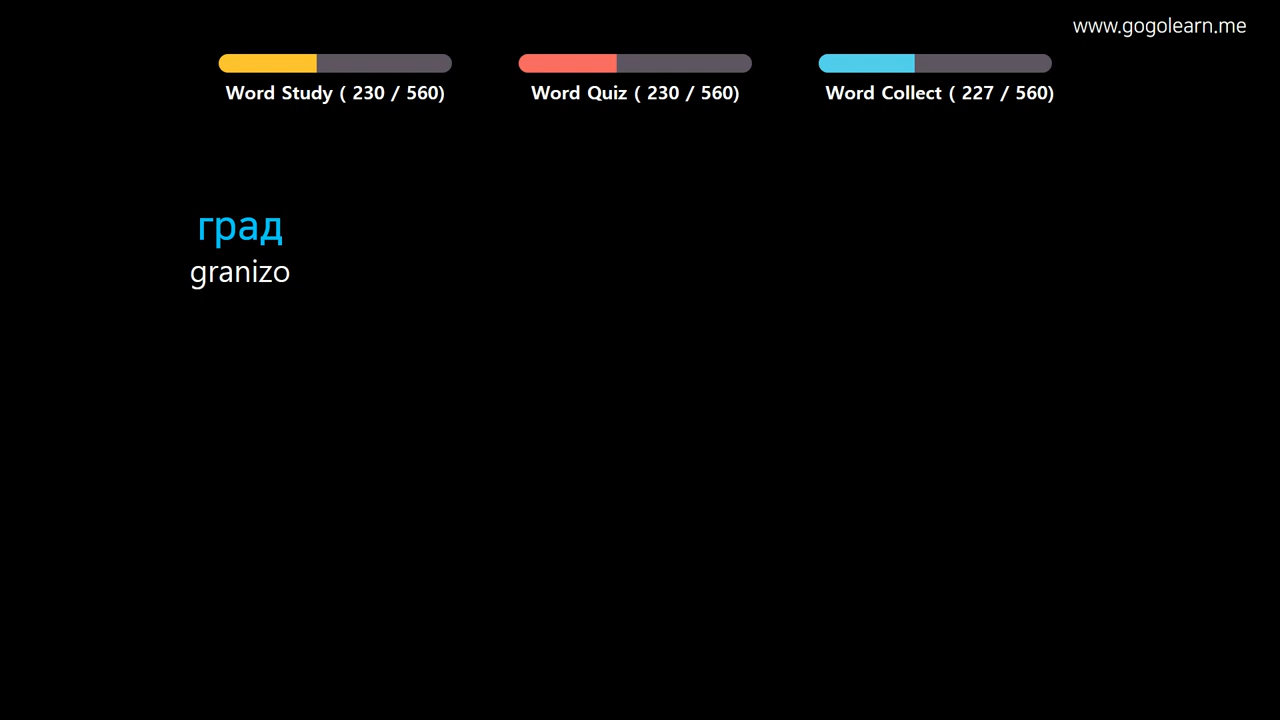 www.gogolearn.me
Word Study ( 230 / 560)
Word Quiz ( 230 / 560)
Word Collect ( 227 / 560)
град
granizo